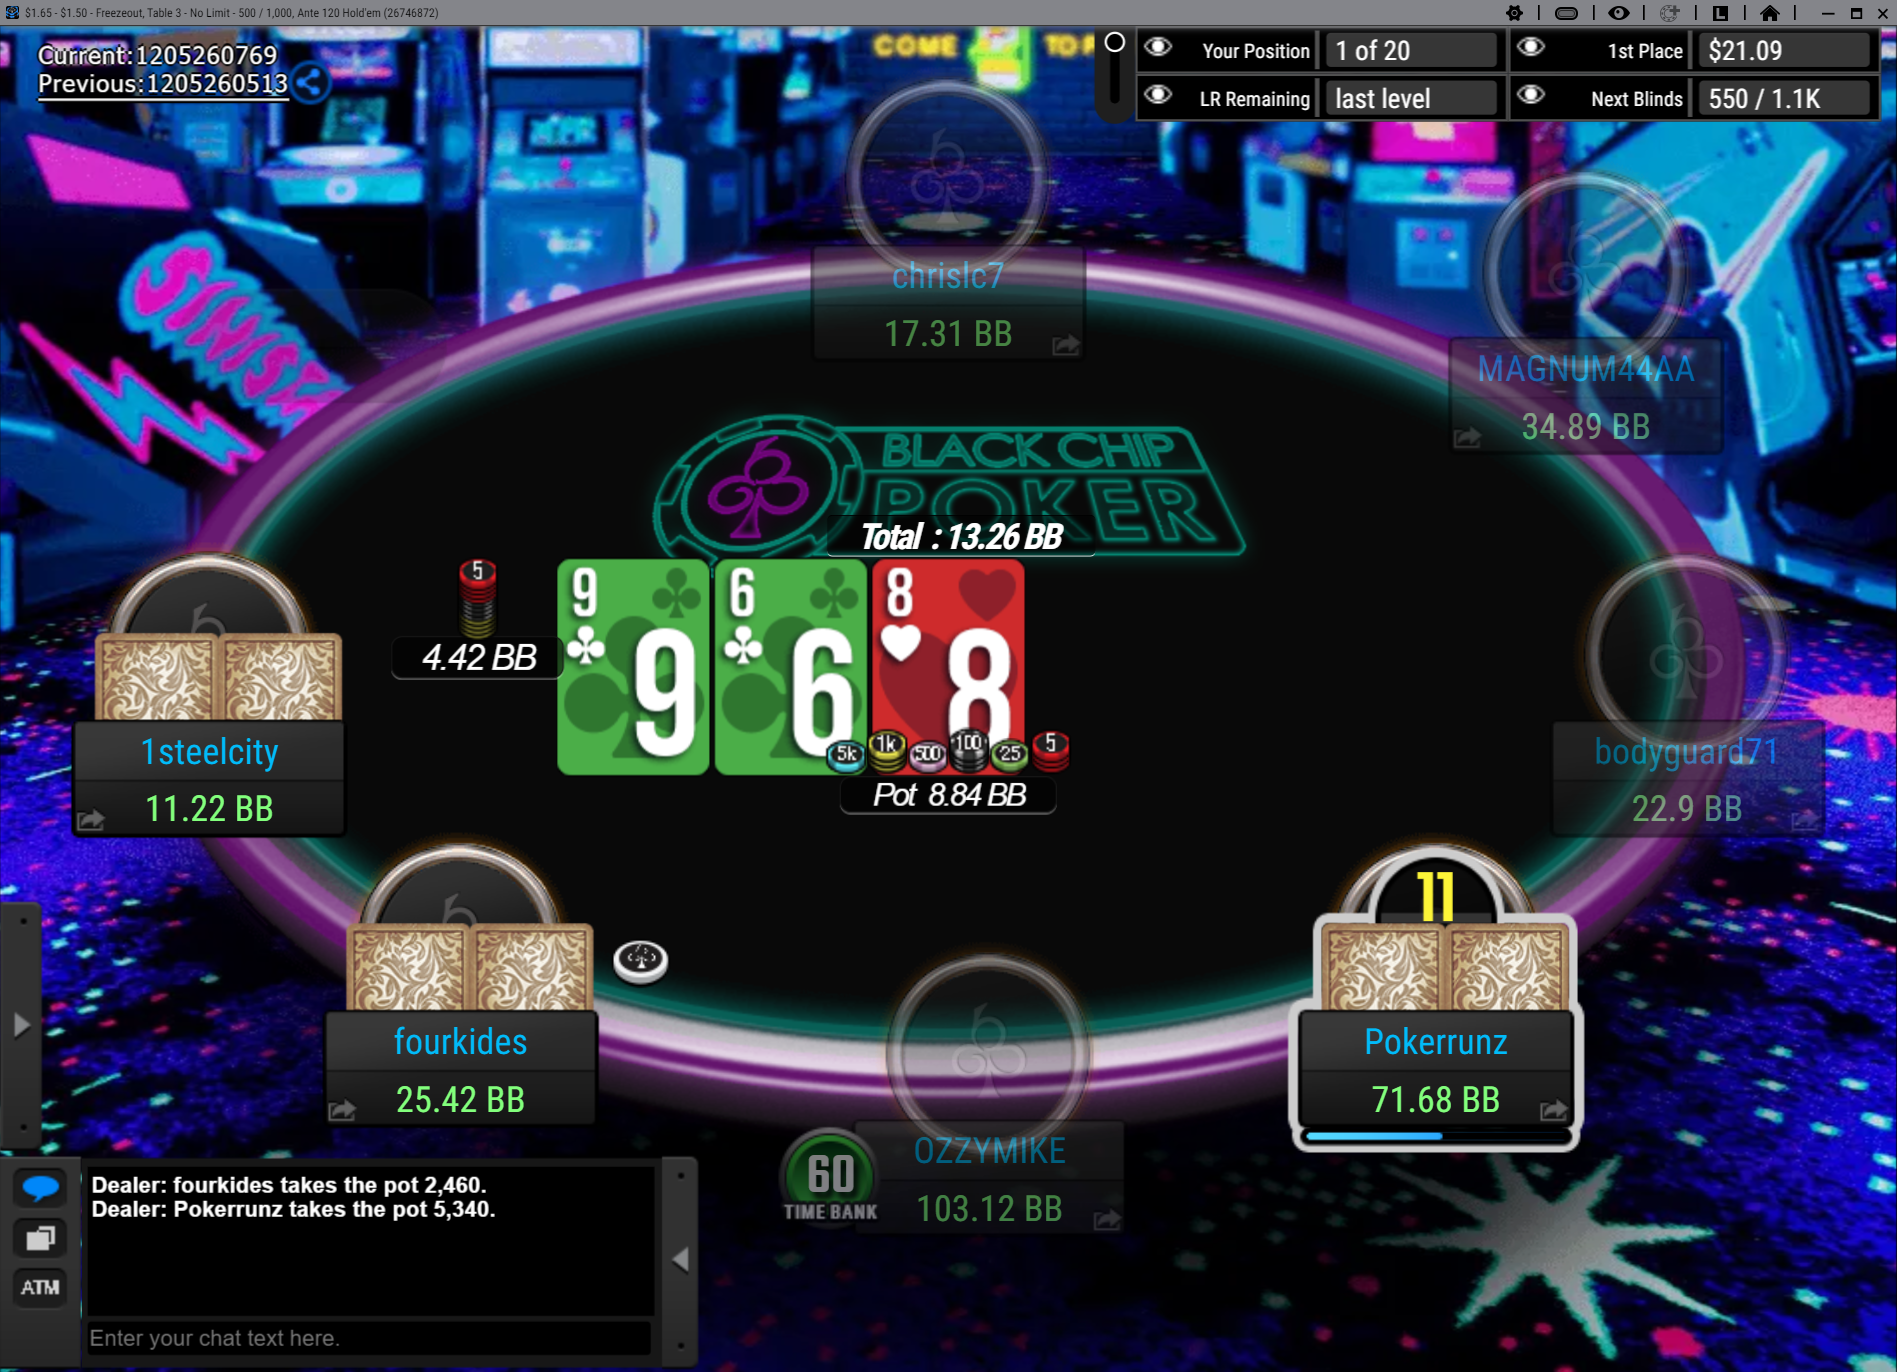 $1.65 - $1.50 - Freezeout, Table 3 - No Limit - 500 / 1,000, Ante 120 Hold'em (26746872)
L
Current:1205260769
Previous:1205260513
COME
Your Position
1 of 20
1st Place
$21.09
LR Remaining
last level
Next Blinds
550 / 1.1K
chrislc7
17.31 BB
MAGNUM44AA
34.89 BB
BLACK CHIP
POKER
Total : 13.26 BB
5
4.42 BB
9
9
6
6
8
8
5k
1k
500
100
25
5
Pot 8.84 BB
1steelcity
11.22 BB
bodyguard71
22.9 BB
11
fourkides
25.42 BB
Pokerrunz
71.68 BB
60
TIME BANK
OZZYMIKE
103.12 BB
Dealer: fourkides takes the pot 2,460.
Dealer: Pokerrunz takes the pot 5,340.
ATM
Enter your chat text here.